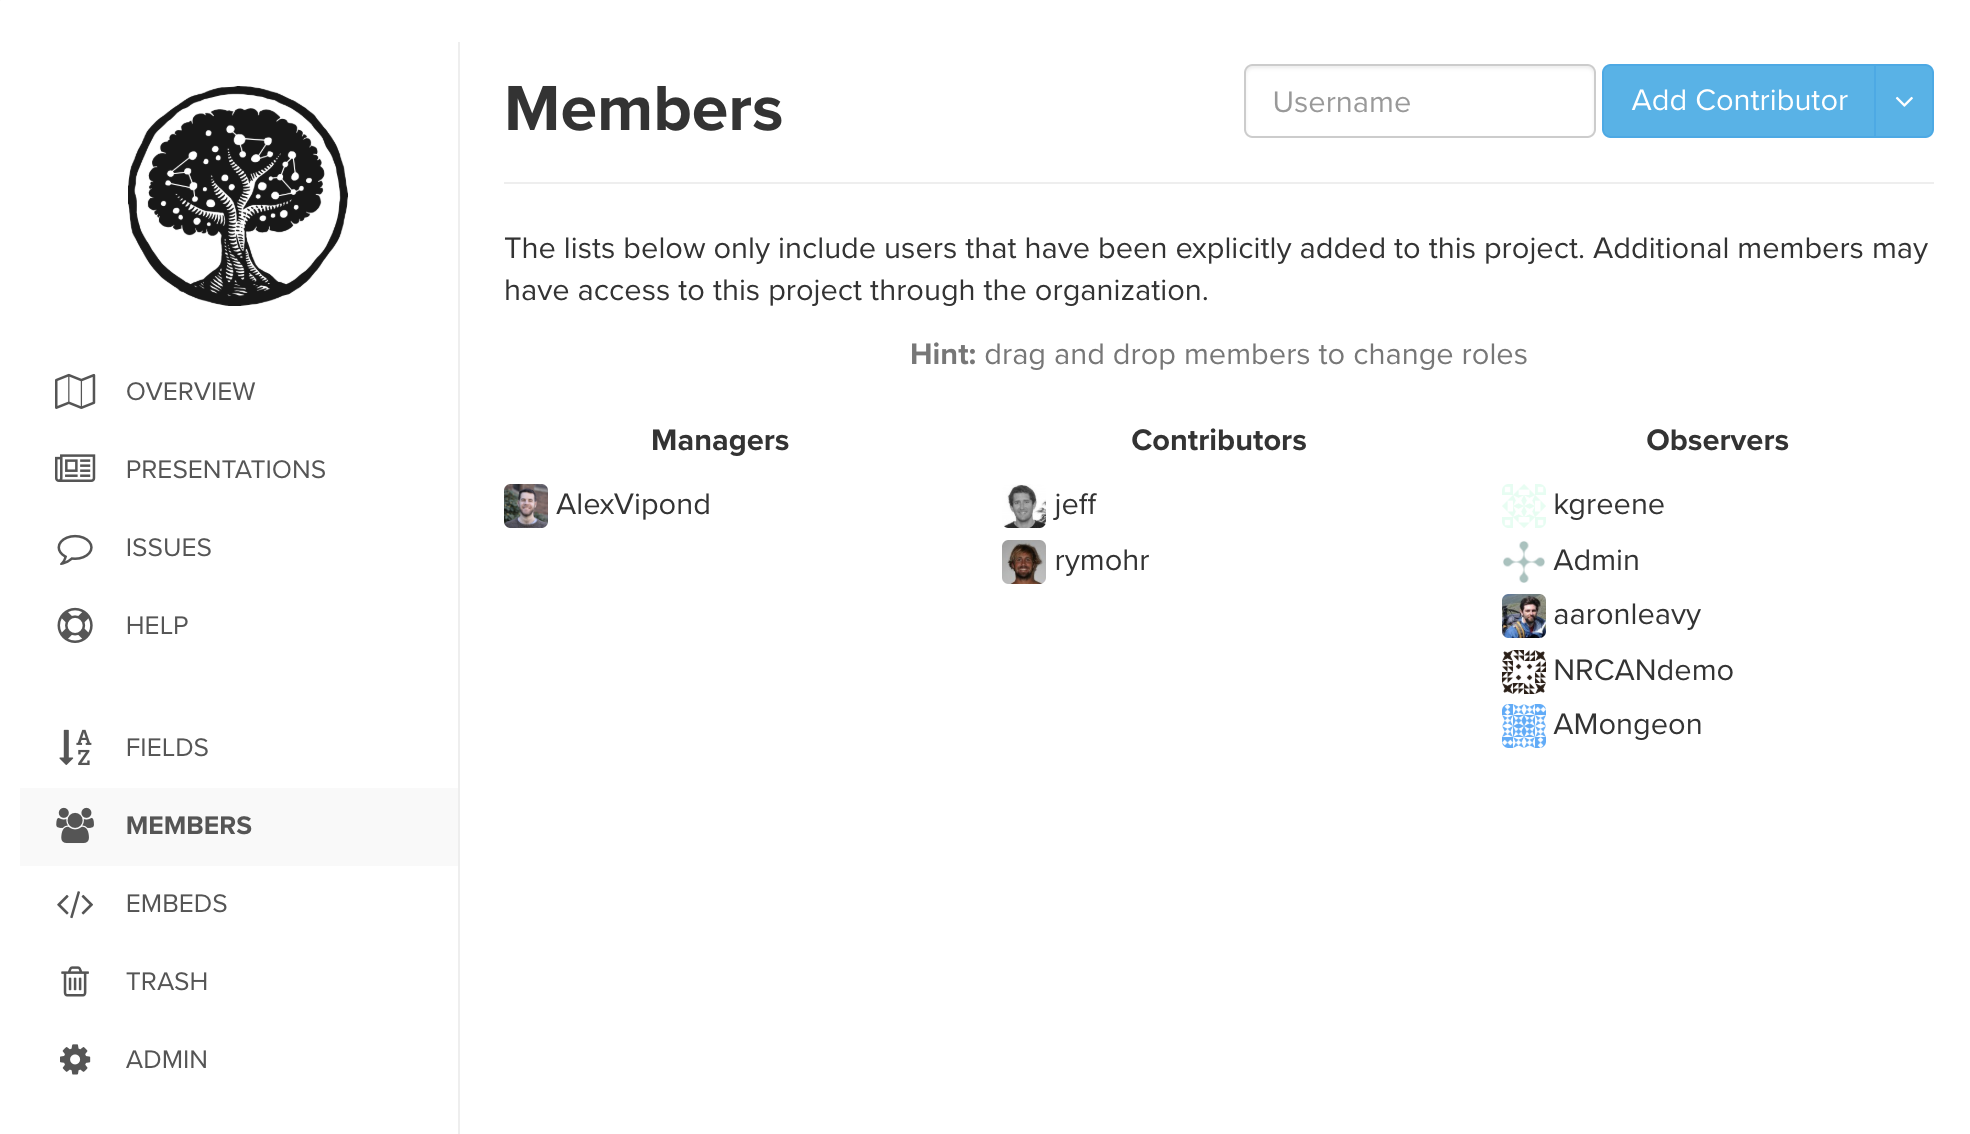 Members
Username
Add Contributor
The lists below only include users that have been explicitly added to this project. Additional members may
have access to this project through the organization.
Hint: drag and drop members to change roles
OVERVIEW
PRESENTATIONS
ISSUES
HELP
FIELDS
MEMBERS
EMBEDS
TRASH
ADMIN
Managers
AlexVipond
Contributors
jeff
rymohr
Observers
kgreene
Admin
aaronleavy
NRCANdemo
AMongeon